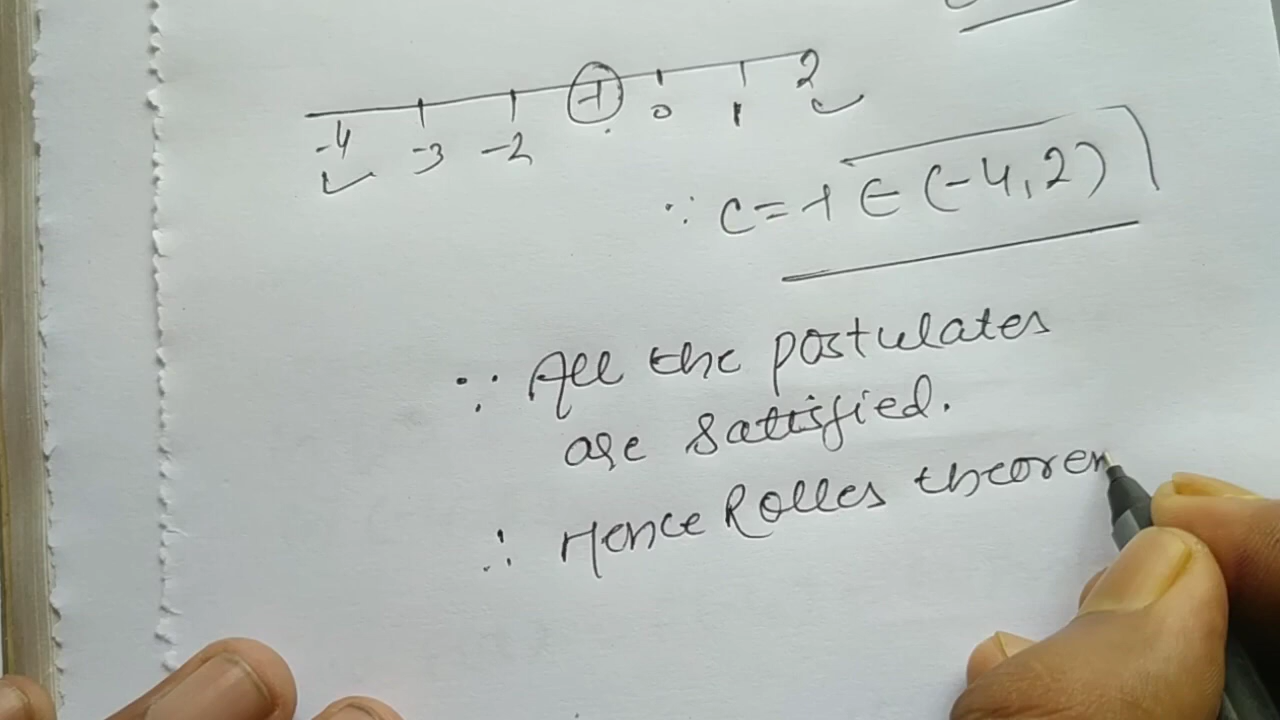 -4 -3 -2 -1 0 1 2
∵ c = -1 ∈ (-4, 2)
∵ All the postulates
are satisfied.
∴ Hence Rolles theorem